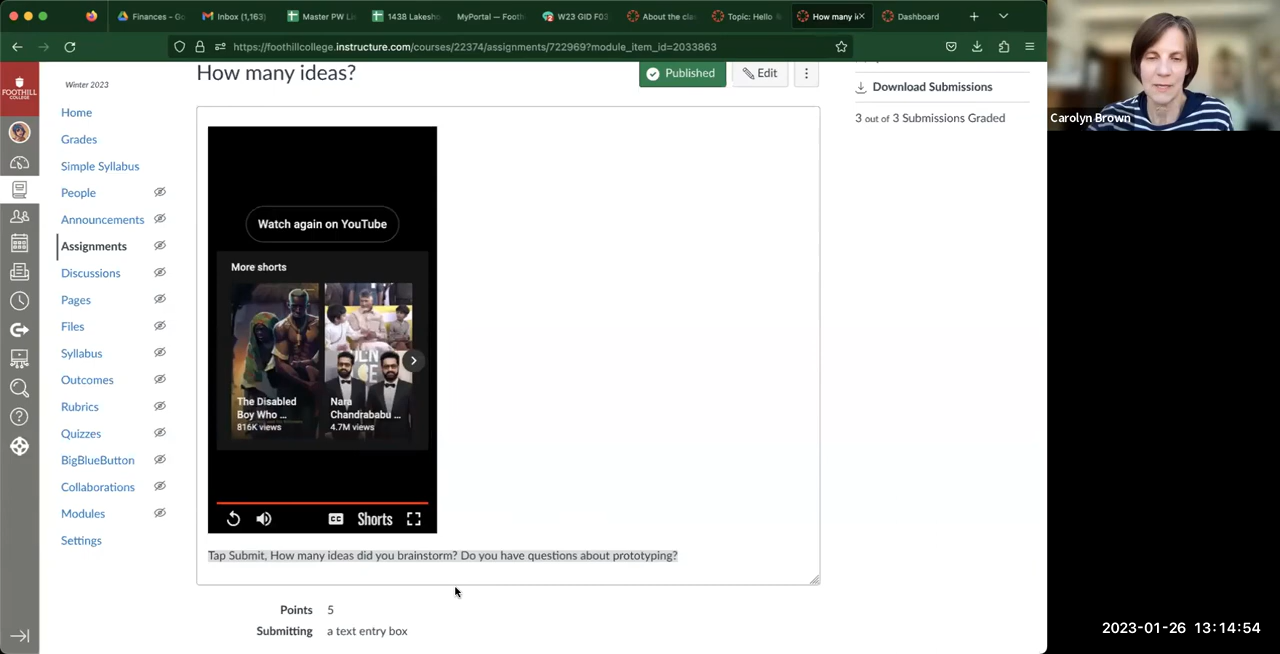 Finances – Go
Inbox (1,163)
Master PW Li
1438 Lakesh
MyPortal — Footh
W23 GID F03
About the cla
Topic: Hello
How many i
Dashboard
https://foothillcollege.instructure.com/courses/22374/assignments/722969?module_item_id=2033863
FOOTHILL
COLLEGE
Winter 2023
Home
Grades
Simple Syllabus
People
Announcements
Assignments
Discussions
Pages
Files
Syllabus
Outcomes
Rubrics
Quizzes
BigBlueButton
Collaborations
Modules
Settings
How many ideas?
Published
Edit
Watch again on YouTube
More shorts
The Disabled
Boy Who ...
816K views
Nara
Chandrababu ...
4.7M views
CC
Shorts
Tap Submit, How many ideas did you brainstorm? Do you have questions about prototyping?
Points 5
Submitting a text entry box
Download Submissions
3 out of 3 Submissions Graded
Carolyn Brown
2023-01-26 13:14:54